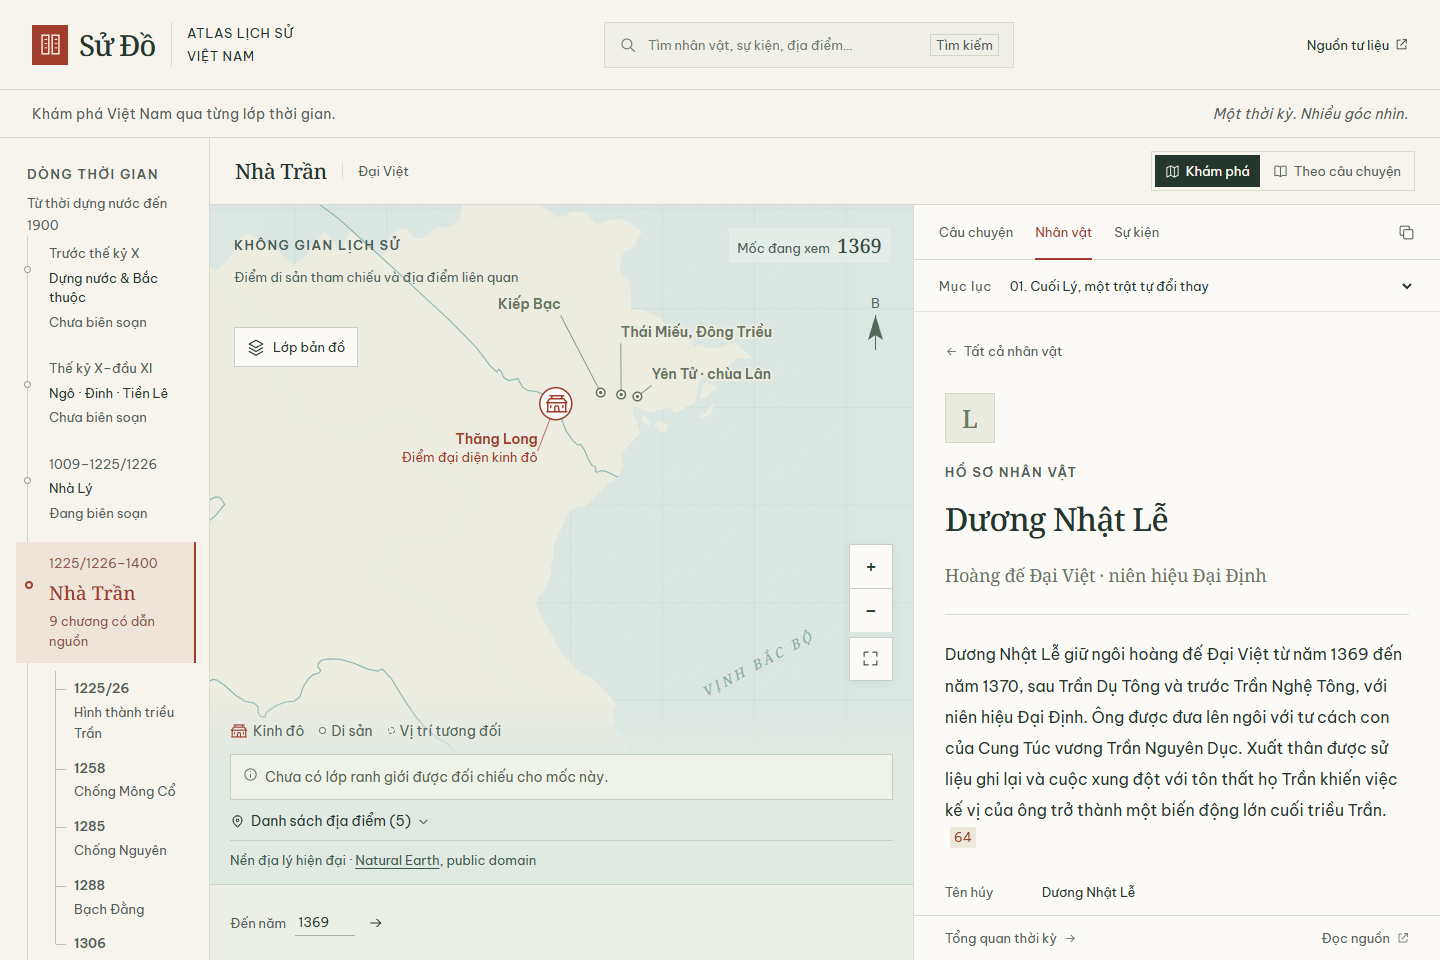 Sử Đồ
ATLAS LỊCH SỬ
VIỆT NAM
Tìm nhân vật, sự kiện, địa điểm...
Tìm kiếm
Nguồn tư liệu
Khám phá Việt Nam qua từng lớp thời gian.
Một thời kỳ. Nhiều góc nhìn.
DÒNG THỜI GIAN
Từ thời dựng nước đến
1900
Trước thế kỷ X
Dựng nước & Bắc
thuộc
Chưa biên soạn
Thế kỷ X–đầu XI
Ngô · Đinh · Tiền Lê
Chưa biên soạn
1009–1225/1226
Nhà Lý
Đang biên soạn
1225/1226–1400
Nhà Trần
9 chương có dẫn
nguồn
1225/26
Hình thành triều
Trần
1258
Chống Mông Cổ
1285
Chống Nguyên
1288
Bạch Đằng
1306
Nhà Trần
Đại Việt
Khám phá
Theo câu chuyện
KHÔNG GIAN LỊCH SỬ
Điểm di sản tham chiếu và địa điểm liên quan
Mốc đang xem 1369
Lớp bản đồ
B
Kiếp Bạc
Thái Miếu, Đông Triều
Yên Tử · chùa Lân
Thăng Long
Điểm đại diện kinh đô
+
−
VỊNH BẮC BỘ
Kinh đô
Di sản
Vị trí tương đối
Chưa có lớp ranh giới được đối chiếu cho mốc này.
Danh sách địa điểm (5)
Nền địa lý hiện đại · Natural Earth, public domain
Đến năm 1369
Câu chuyện
Nhân vật
Sự kiện
Mục lục
01. Cuối Lý, một trật tự đổi thay
← Tất cả nhân vật
L
HỒ SƠ NHÂN VẬT
Dương Nhật Lễ
Hoàng đế Đại Việt · niên hiệu Đại Định
Dương Nhật Lễ giữ ngôi hoàng đế Đại Việt từ năm 1369 đến
năm 1370, sau Trần Dụ Tông và trước Trần Nghệ Tông, với
niên hiệu Đại Định. Ông được đưa lên ngôi với tư cách con
của Cung Túc vương Trần Nguyên Dục. Xuất thân được sử
liệu ghi lại và cuộc xung đột với tôn thất họ Trần khiến việc
kế vị của ông trở thành một biến động lớn cuối triều Trần.
64
Tên húy
Dương Nhật Lễ
Tổng quan thời kỳ →
Đọc nguồn